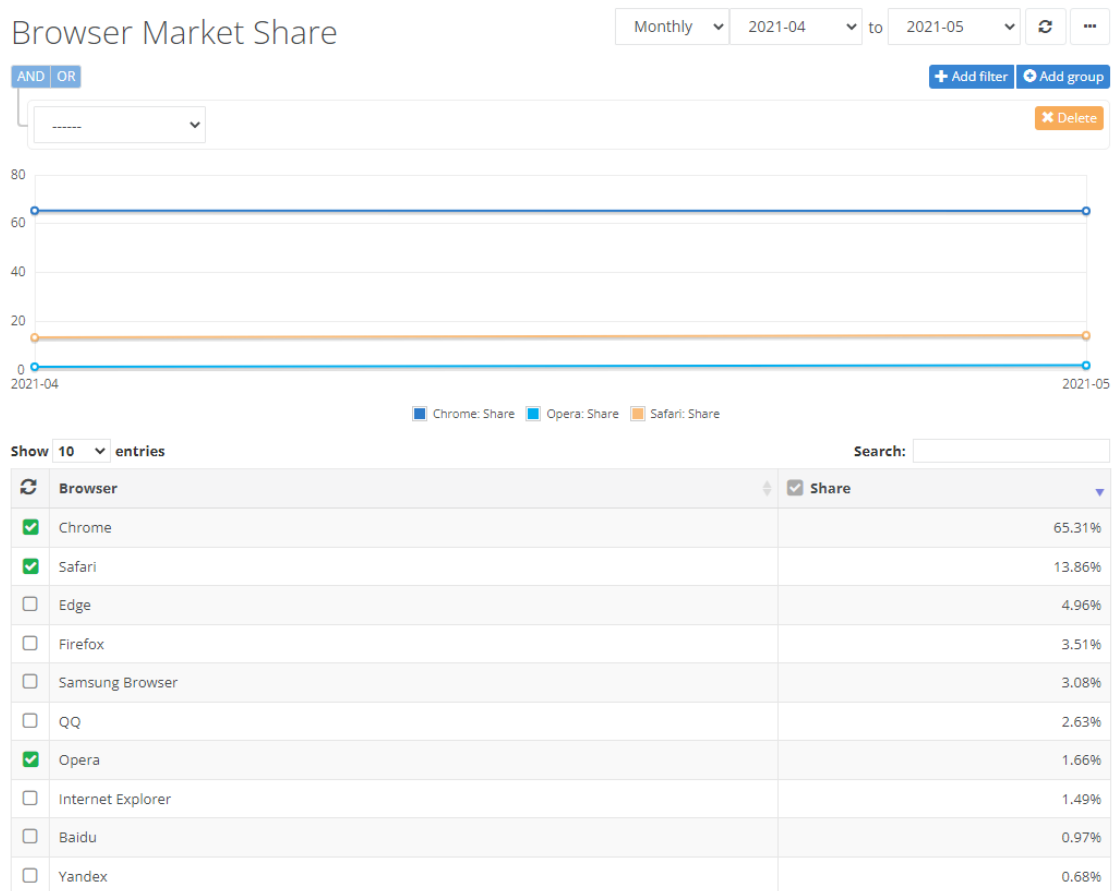 Browser Market Share
Monthly 2021-04 to 2021-05
AND OR
Add filter Add group
------
Delete
80
60
40
20
0
2021-04 2021-05
Chrome: Share Opera: Share Safari: Share
Show 10 entries Search:
Browser Share
Chrome 65.31%
Safari 13.86%
Edge 4.96%
Firefox 3.51%
Samsung Browser 3.08%
QQ 2.63%
Opera 1.66%
Internet Explorer 1.49%
Baidu 0.97%
Yandex 0.68%